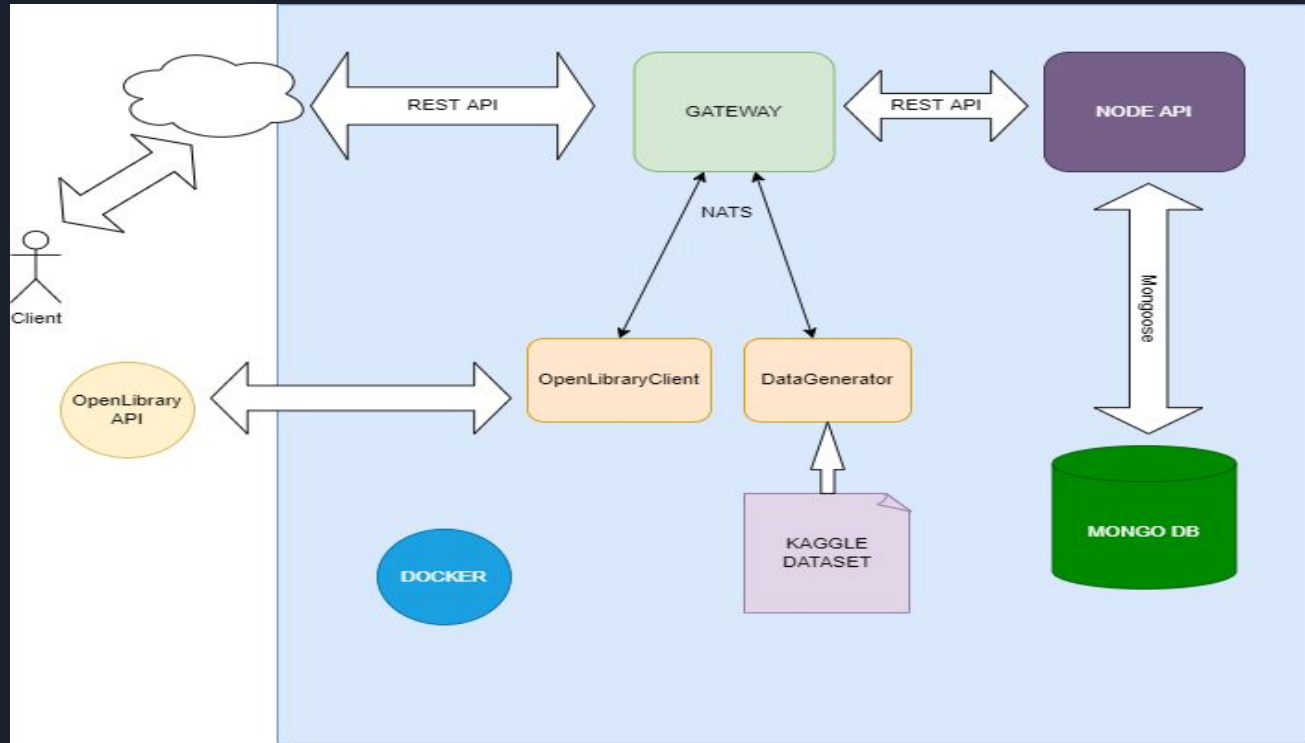 REST API
GATEWAY
REST API
NODE API
NATS
Mongoose
Client
OpenLibrary
API
OpenLibraryClient
DataGenerator
KAGGLE
DATASET
MONGO DB
DOCKER